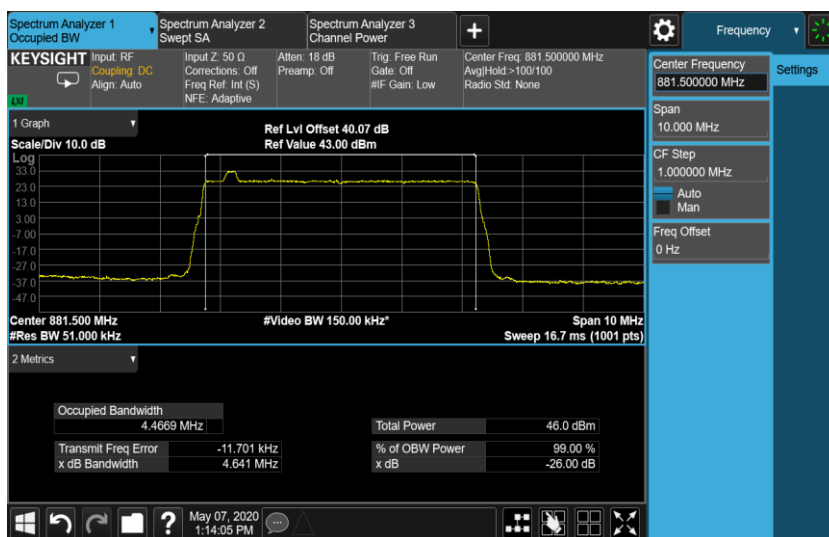 Spectrum Analyzer 1
Occupied BW
Spectrum Analyzer 2
Swept SA
Spectrum Analyzer 3
Channel Power
+
Frequency
KEYSIGHT
Input: RF
Coupling: DC
Align: Auto
Input Z: 50 Ω
Corrections: Off
Freq Ref: Int (S)
NFE: Adaptive
Atten: 18 dB
Preamp: Off
Trig: Free Run
Gate: Off
#IF Gain: Low
Center Freq: 881.500000 MHz
Avg|Hold:>100/100
Radio Std: None
LXI
Center Frequency
881.500000 MHz
Settings
Span
10.000 MHz
CF Step
1.000000 MHz
Auto
Man
Freq Offset
0 Hz
1 Graph
Scale/Div 10.0 dB
Ref Lvl Offset 40.07 dB
Ref Value 43.00 dBm
Log
33.0
23.0
13.0
3.00
-7.00
-17.0
-27.0
-37.0
-47.0
Center 881.500 MHz
#Video BW 150.00 kHz*
Span 10 MHz
#Res BW 51.000 kHz
Sweep 16.7 ms (1001 pts)
2 Metrics
Occupied Bandwidth
4.4669 MHz
Total Power 46.0 dBm
Transmit Freq Error -11.701 kHz
% of OBW Power 99.00 %
x dB Bandwidth 4.641 MHz
x dB -26.00 dB
?
May 07, 2020
1:14:05 PM